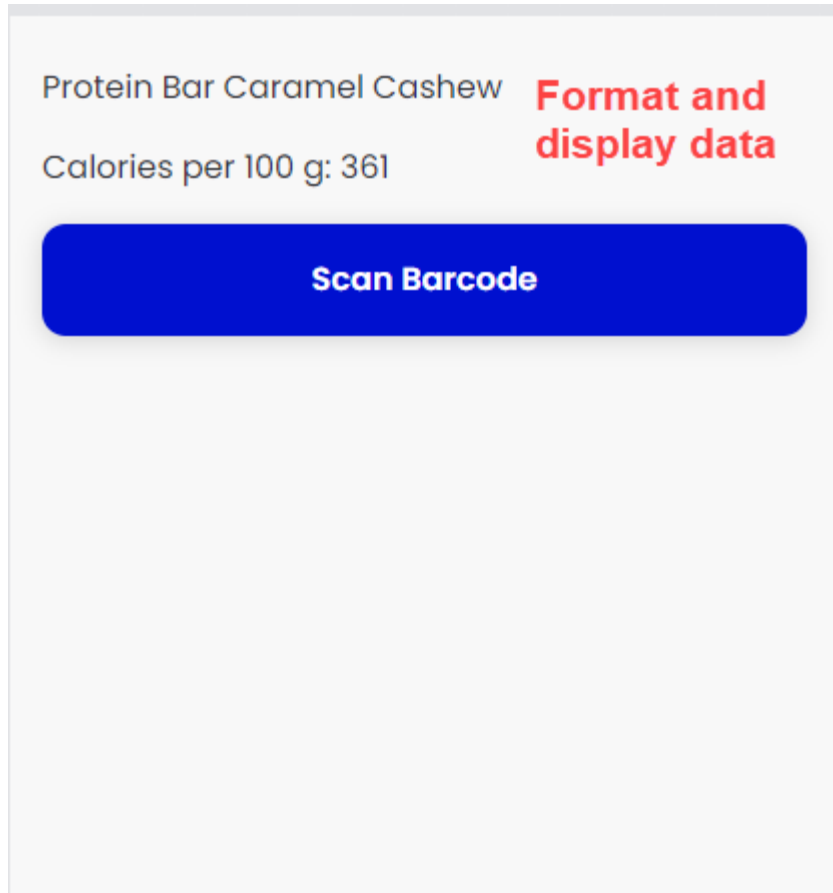 Protein Bar Caramel Cashew
Format and
display data
Calories per 100 g: 361
Scan Barcode